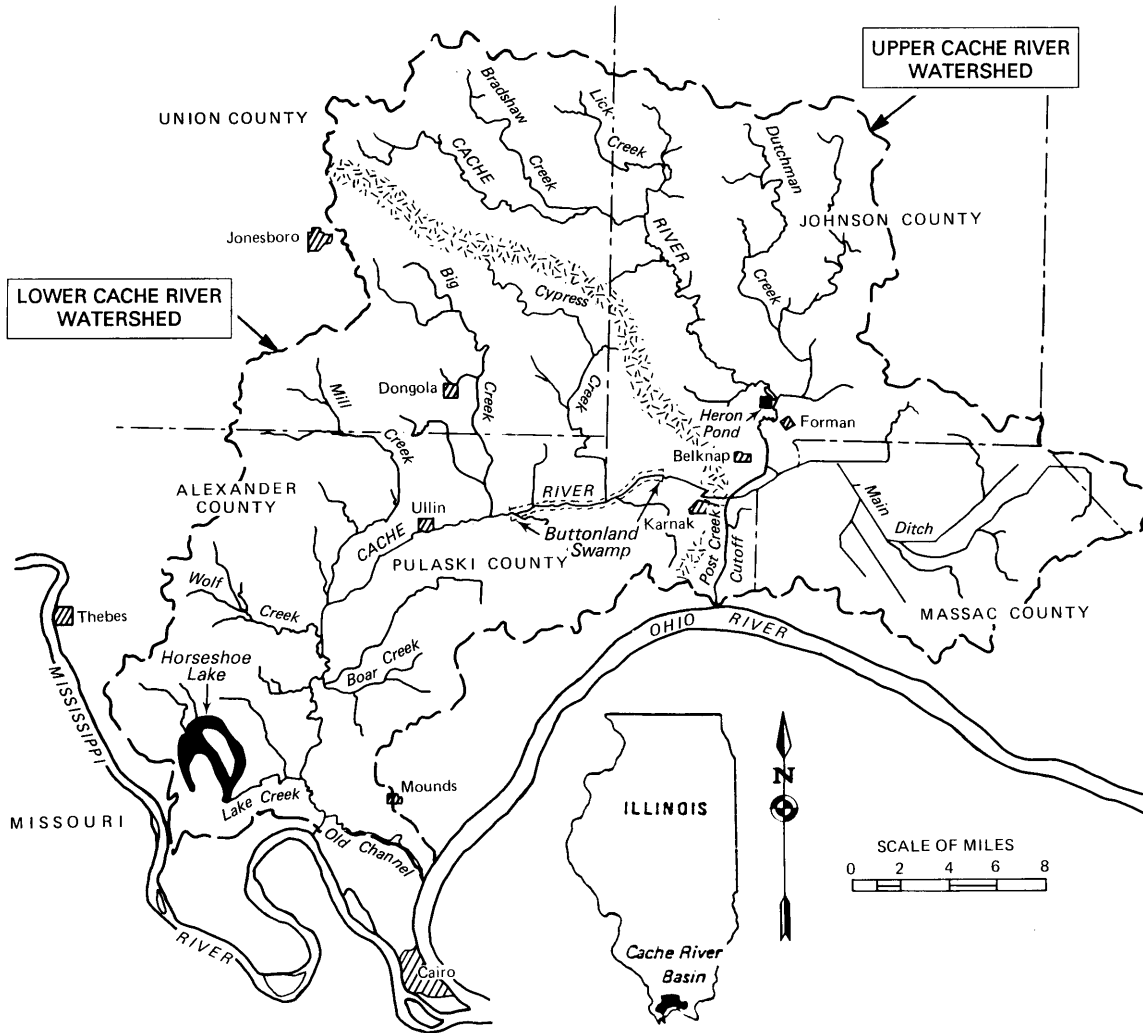 UPPER CACHE RIVER
WATERSHED
UNION COUNTY
Bradshaw
Creek
Lick
Creek
Dutchman
Creek
CACHE
RIVER
JOHNSON COUNTY
Jonesboro
LOWER CACHE RIVER
WATERSHED
Big
Creek
Cypress
Creek
Mill
Creek
Dongola
Heron
Pond
Forman
Belknap
ALEXANDER
COUNTY
Ullin
CACHE
RIVER
Buttonland
Swamp
Karnak
Post Creek
Cutoff
Main
Ditch
PULASKI COUNTY
MASSAC COUNTY
Wolf
Creek
Thebes
Boar Creek
OHIO RIVER
Horseshoe
Lake
MISSISSIPPI
RIVER
Lake Creek
Mounds
Old Channel
MISSOURI
Cairo
ILLINOIS
Cache River
Basin
N
SCALE OF MILES
0 2 4 6 8